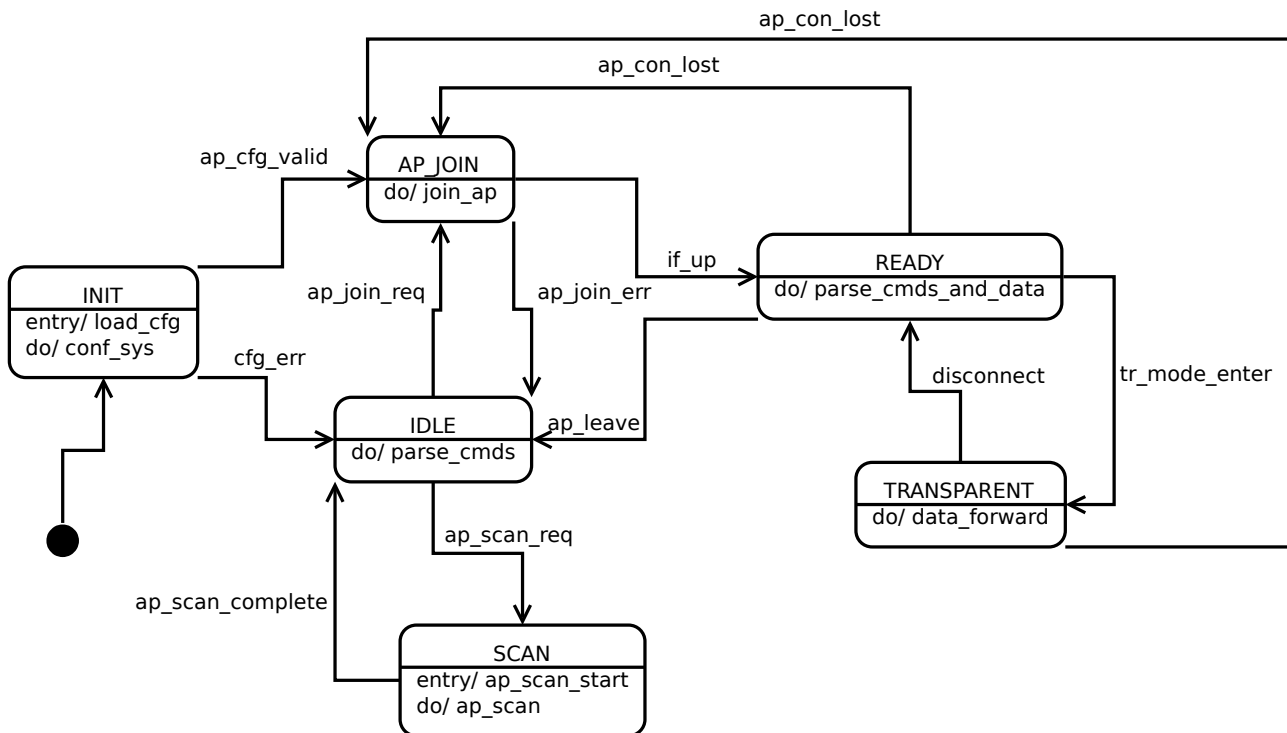 ap_con_lost
ap_con_lost
ap_cfg_valid
AP_JOIN
do/ join_ap
if_up
READY
do/ parse_cmds_and_data
INIT
entry/ load_cfg
do/ conf_sys
ap_join_req
ap_join_err
cfg_err
disconnect
tr_mode_enter
IDLE
do/ parse_cmds
ap_leave
TRANSPARENT
do/ data_forward
ap_scan_req
ap_scan_complete
SCAN
entry/ ap_scan_start
do/ ap_scan